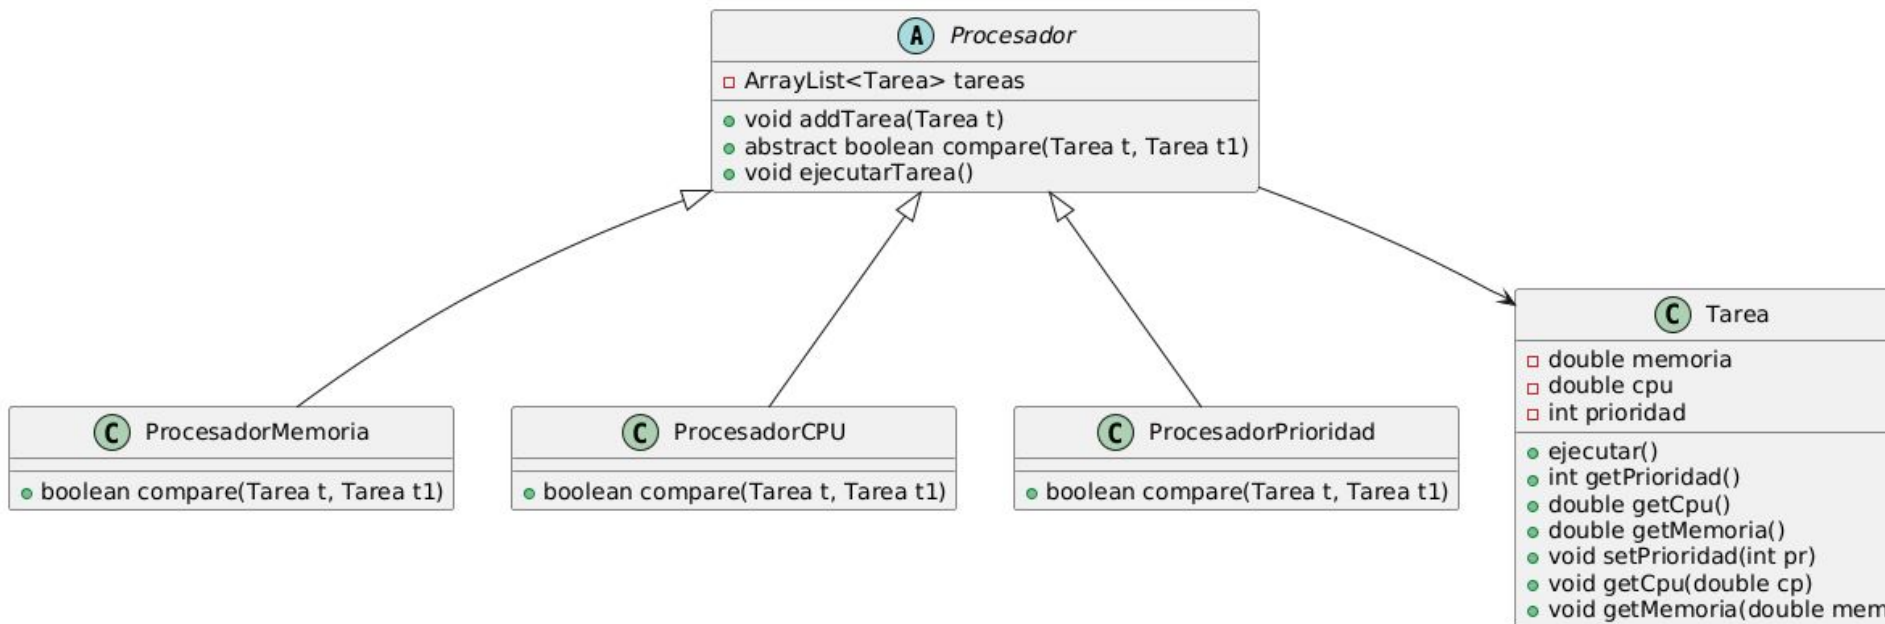 A Procesador
ArrayList<Tarea> tareas
void addTarea(Tarea t)
abstract boolean compare(Tarea t, Tarea t1)
void ejecutarTarea()
C ProcesadorMemoria
boolean compare(Tarea t, Tarea t1)
C ProcesadorCPU
boolean compare(Tarea t, Tarea t1)
C ProcesadorPrioridad
boolean compare(Tarea t, Tarea t1)
C Tarea
double memoria
double cpu
int prioridad
ejecutar()
int getPrioridad()
double getCpu()
double getMemoria()
void setPrioridad(int pr)
void getCpu(double cp)
void getMemoria(double mem